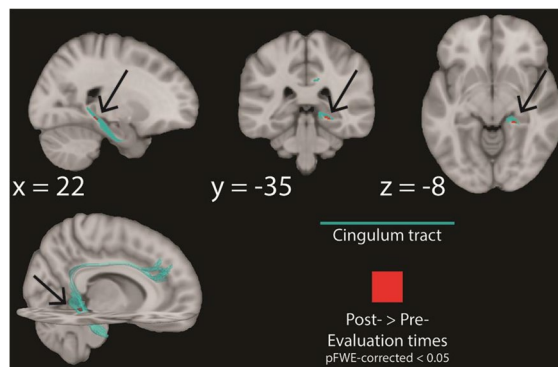 x = 22
y = -35
z = -8
Cingulum tract
Post- > Pre-
Evaluation times
pFWE-corrected < 0.05